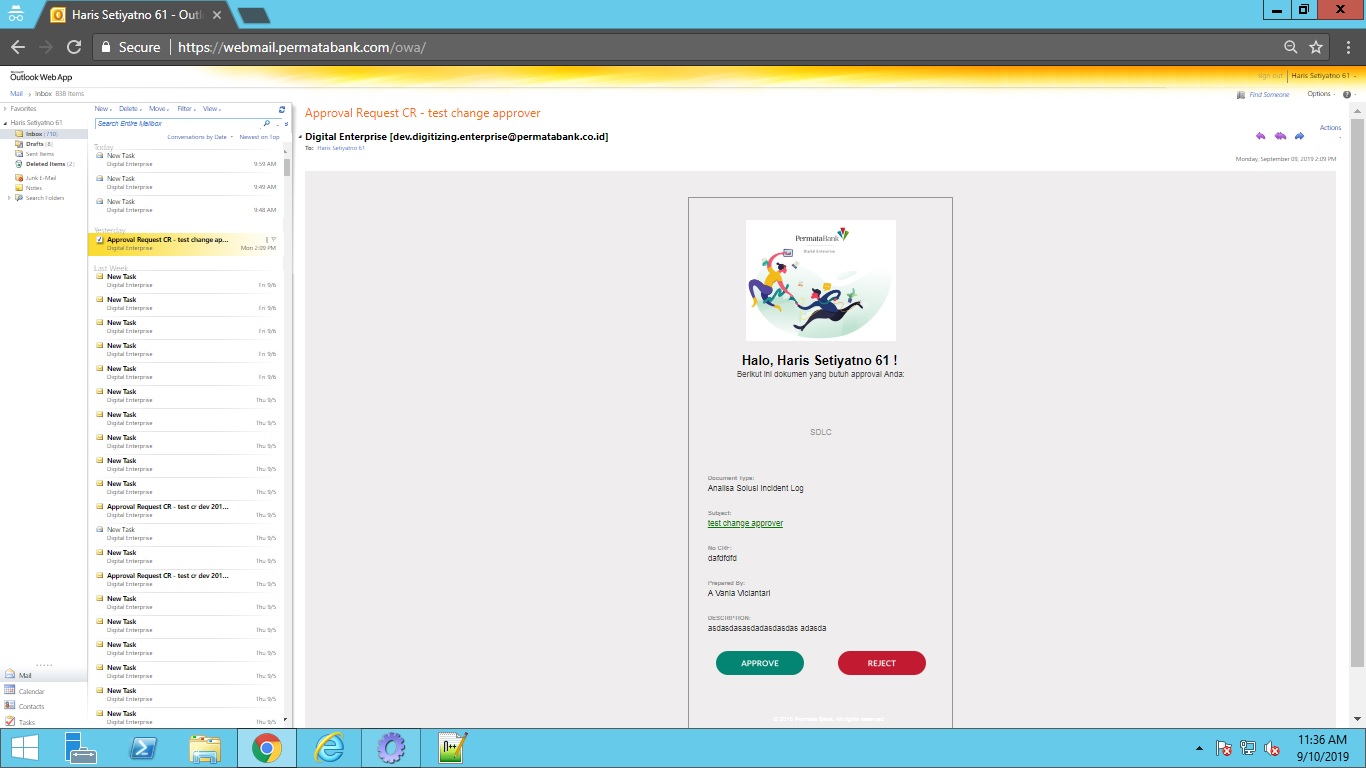 Haris Setiyatno 61 - Outl
Secure
https://webmail.permatabank.com/owa/
Outlook Web App
sign out
Haris Setiyatno 61
Mail › Inbox 838 Items
Find Someone
Options
Favorites
Haris Setiyatno 61
Inbox (710)
Drafts (8)
Sent Items
Deleted Items (2)
Junk E-Mail
Notes
Search Folders
New Delete Move Filter View
Search Entire Mailbox
Conversations by Date Newest on Top
Today
New Task
Digital Enterprise 9:59 AM
New Task
Digital Enterprise 9:49 AM
New Task
Digital Enterprise 9:48 AM
Yesterday
Approval Request CR - test change ap...
Digital Enterprise Mon 2:09 PM
Last Week
New Task
Digital Enterprise Fri 9/6
New Task
Digital Enterprise Fri 9/6
New Task
Digital Enterprise Fri 9/6
New Task
Digital Enterprise Fri 9/6
New Task
Digital Enterprise Fri 9/6
New Task
Digital Enterprise Thu 9/5
New Task
Digital Enterprise Thu 9/5
New Task
Digital Enterprise Thu 9/5
New Task
Digital Enterprise Thu 9/5
New Task
Digital Enterprise Thu 9/5
Approval Request CR - test cr dev 201...
Digital Enterprise Thu 9/5
New Task
Digital Enterprise Thu 9/5
New Task
Digital Enterprise Thu 9/5
Approval Request CR - test cr dev 201...
Digital Enterprise Thu 9/5
New Task
Digital Enterprise Thu 9/5
New Task
Digital Enterprise Thu 9/5
New Task
Digital Enterprise Thu 9/5
New Task
Digital Enterprise Thu 9/5
New Task
Digital Enterprise Thu 9/5
New Task
Digital Enterprise Thu 9/5
Mail
Calendar
Contacts
Tasks
Approval Request CR - test change approver
Digital Enterprise [dev.digitizing.enterprise@permatabank.co.id]
To: Haris Setiyatno 61
Actions
Monday, September 09, 2019 2:09 PM
PermataBank
Digital Enterprise
Halo, Haris Setiyatno 61 !
Berikut ini dokumen yang butuh approval Anda:
SOLC
Document Type:
Analisa Solusi Incident Log
Subject:
test change approver
No CRF:
dafdfdfd
Prepared By:
A Vania Viciantari
DESCRIPTION:
asdasdasasdadasdasdas adasda
APPROVE
REJECT
11:36 AM
9/10/2019